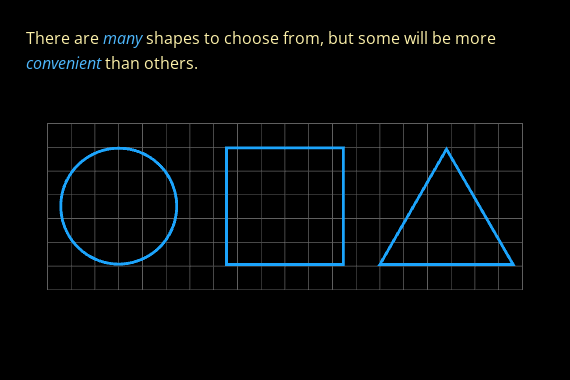 There are many shapes to choose from, but some will be more
convenient than others.